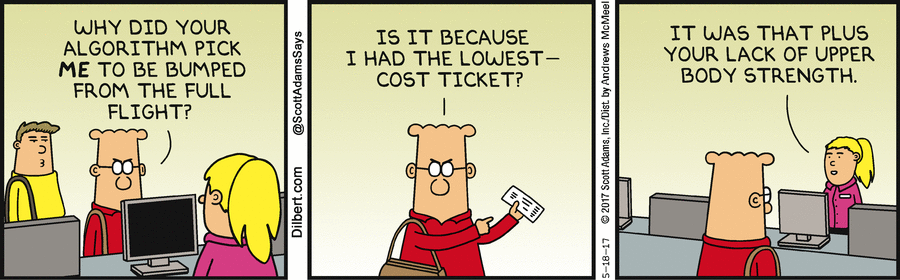 WHY DID YOUR
ALGORITHM PICK
ME TO BE BUMPED
FROM THE FULL
FLIGHT?
Dilbert.com @ScottAdamsSays
IS IT BECAUSE
I HAD THE LOWEST—
COST TICKET?
5-18-17 © 2017 Scott Adams, Inc./Dist. by Andrews McMeel
IT WAS THAT PLUS
YOUR LACK OF UPPER
BODY STRENGTH.